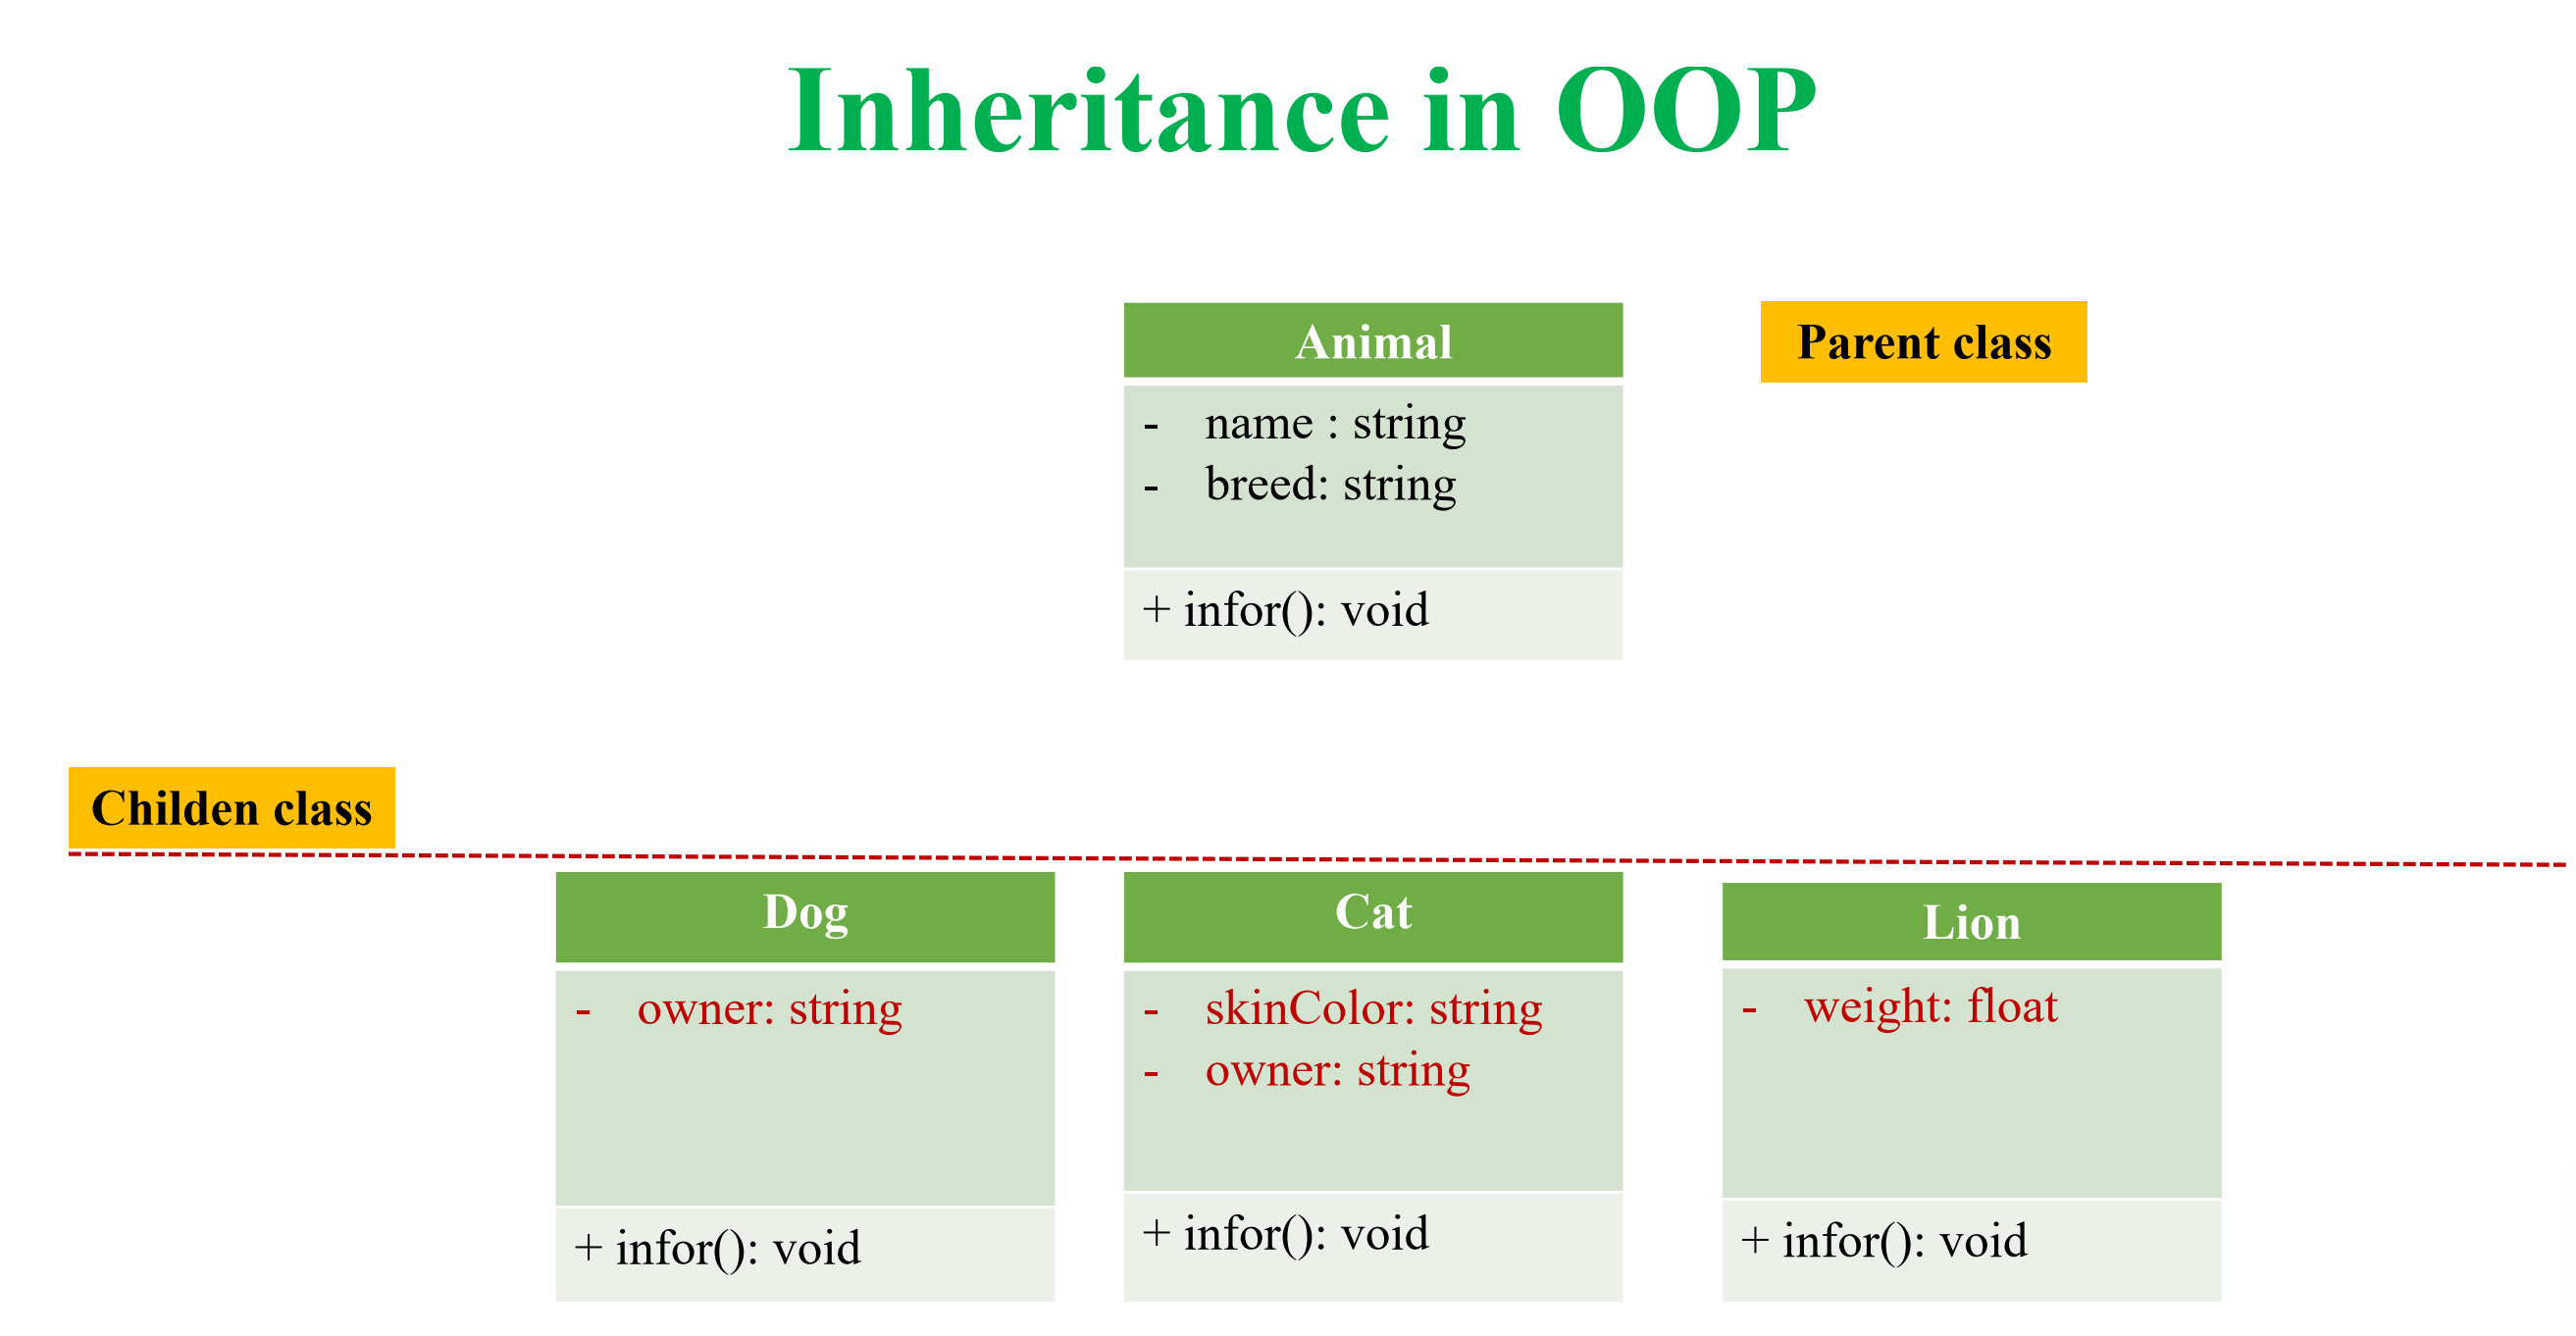 Inheritance in OOP
Animal
Parent class
- name : string
- breed: string
+ infor(): void
Childen class
Dog
- owner: string
+ infor(): void
Cat
- skinColor: string
- owner: string
+ infor(): void
Lion
- weight: float
+ infor(): void